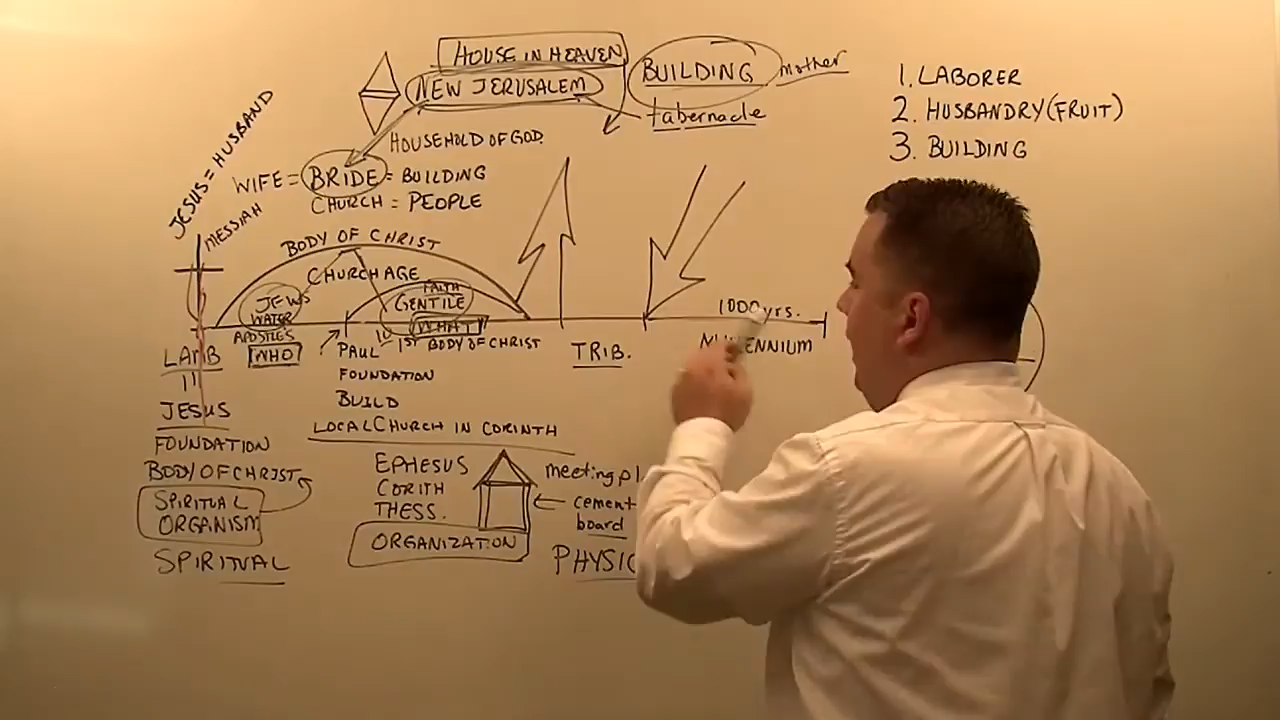 HOUSE IN HEAVEN
NEW JERUSALEM
BUILDING mother
tabernacle
HOUSEHOLD OF GOD
JESUS = HUSBAND
MESSIAH
WIFE = BRIDE = BUILDING
CHURCH = PEOPLE
1. LABORER
2. HUSBANDRY (FRUIT)
3. BUILDING
BODY OF CHRIST
CHURCH AGE
JEWS
WATER
FAITH
GENTILE
WHAT
APOSTLES
WHO
PAUL 1ST BODY OF CHRIST
FOUNDATION
BUILD
LOCAL CHURCH IN CORINTH
TRIB.
1000 yrs.
LAMB
JESUS
FOUNDATION
BODY OF CHRIST
SPIRITUAL
ORGANISM
SPIRITUAL
EPHESUS
CORITH
THESS.
ORGANIZATION
meeting pl
cement
board
PHYSIC